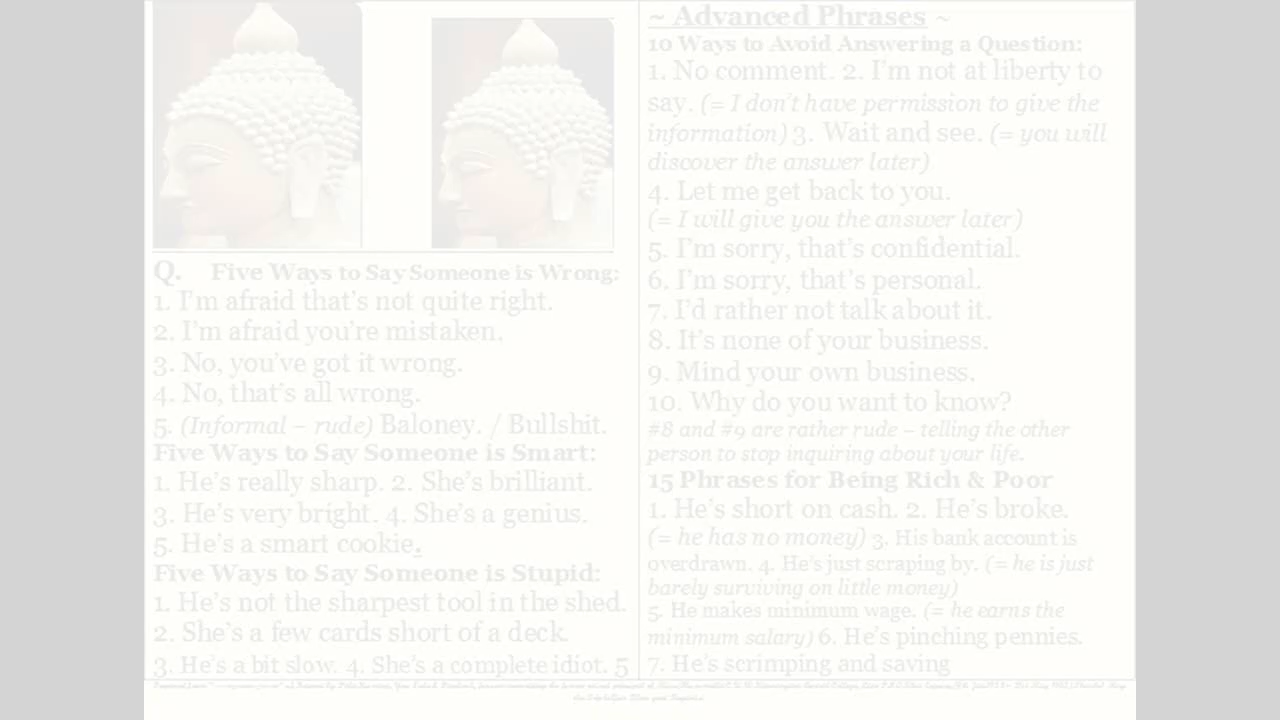 Q. Five Ways to Say Someone is Wrong:
1. I'm afraid that's not quite right.
2. I'm afraid you're mistaken.
3. No, you've got it wrong.
4. No, that's all wrong.
5. (Informal – rude) Baloney. / Bullshit.
Five Ways to Say Someone is Smart:
1. He's really sharp. 2. She's brilliant.
3. He's very bright. 4. She's a genius.
5. He's a smart cookie.
Five Ways to Say Someone is Stupid:
1. He's not the sharpest tool in the shed.
2. She's a few cards short of a deck.
3. He's a bit slow. 4. She's a complete idiot. 5
~ Advanced Phrases ~
10 Ways to Avoid Answering a Question:
1. No comment. 2. I'm not at liberty to
say. (= I don't have permission to give the
information) 3. Wait and see. (= you will
discover the answer later)
4. Let me get back to you.
(= I will give you the answer later)
5. I'm sorry, that's confidential.
6. I'm sorry, that's personal.
7. I'd rather not talk about it.
8. It's none of your business.
9. Mind your own business.
10. Why do you want to know?
#8 and #9 are rather rude – telling the other
person to stop inquiring about your life.
15 Phrases for Being Rich & Poor
1. He's short on cash. 2. He's broke.
(= he has no money) 3. His bank account is
overdrawn. 4. He's just scraping by. (= he is just
barely surviving on little money)
5. He makes minimum wage. (= he earns the
minimum salary) 6. He's pinching pennies.
7. He's scrimping and saving